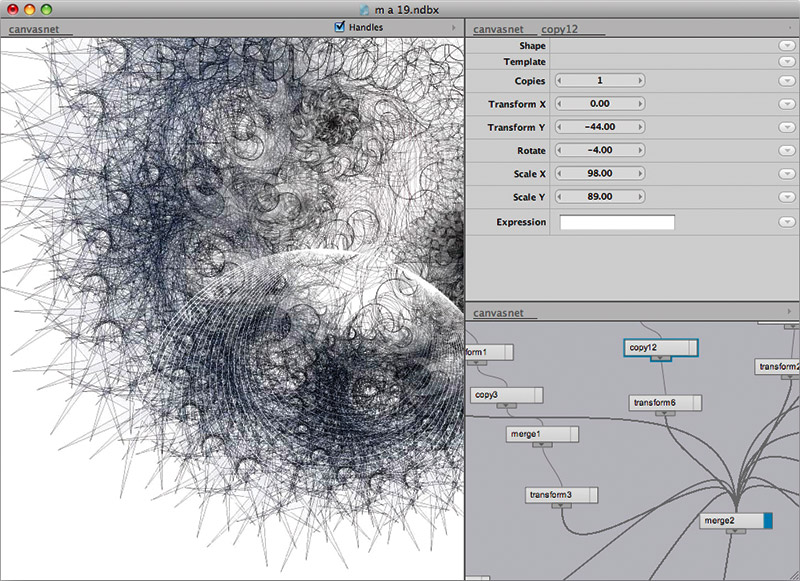 m a 19.ndbx
canvasnet
Handles
canvasnet copy12
Shape
Template
Copies 1
Transform X 0.00
Transform Y -44.00
Rotate -4.00
Scale X 98.00
Scale Y 89.00
Expression
canvasnet
copy12
form1
transform2
copy3
transform6
merge1
transform3
merge2